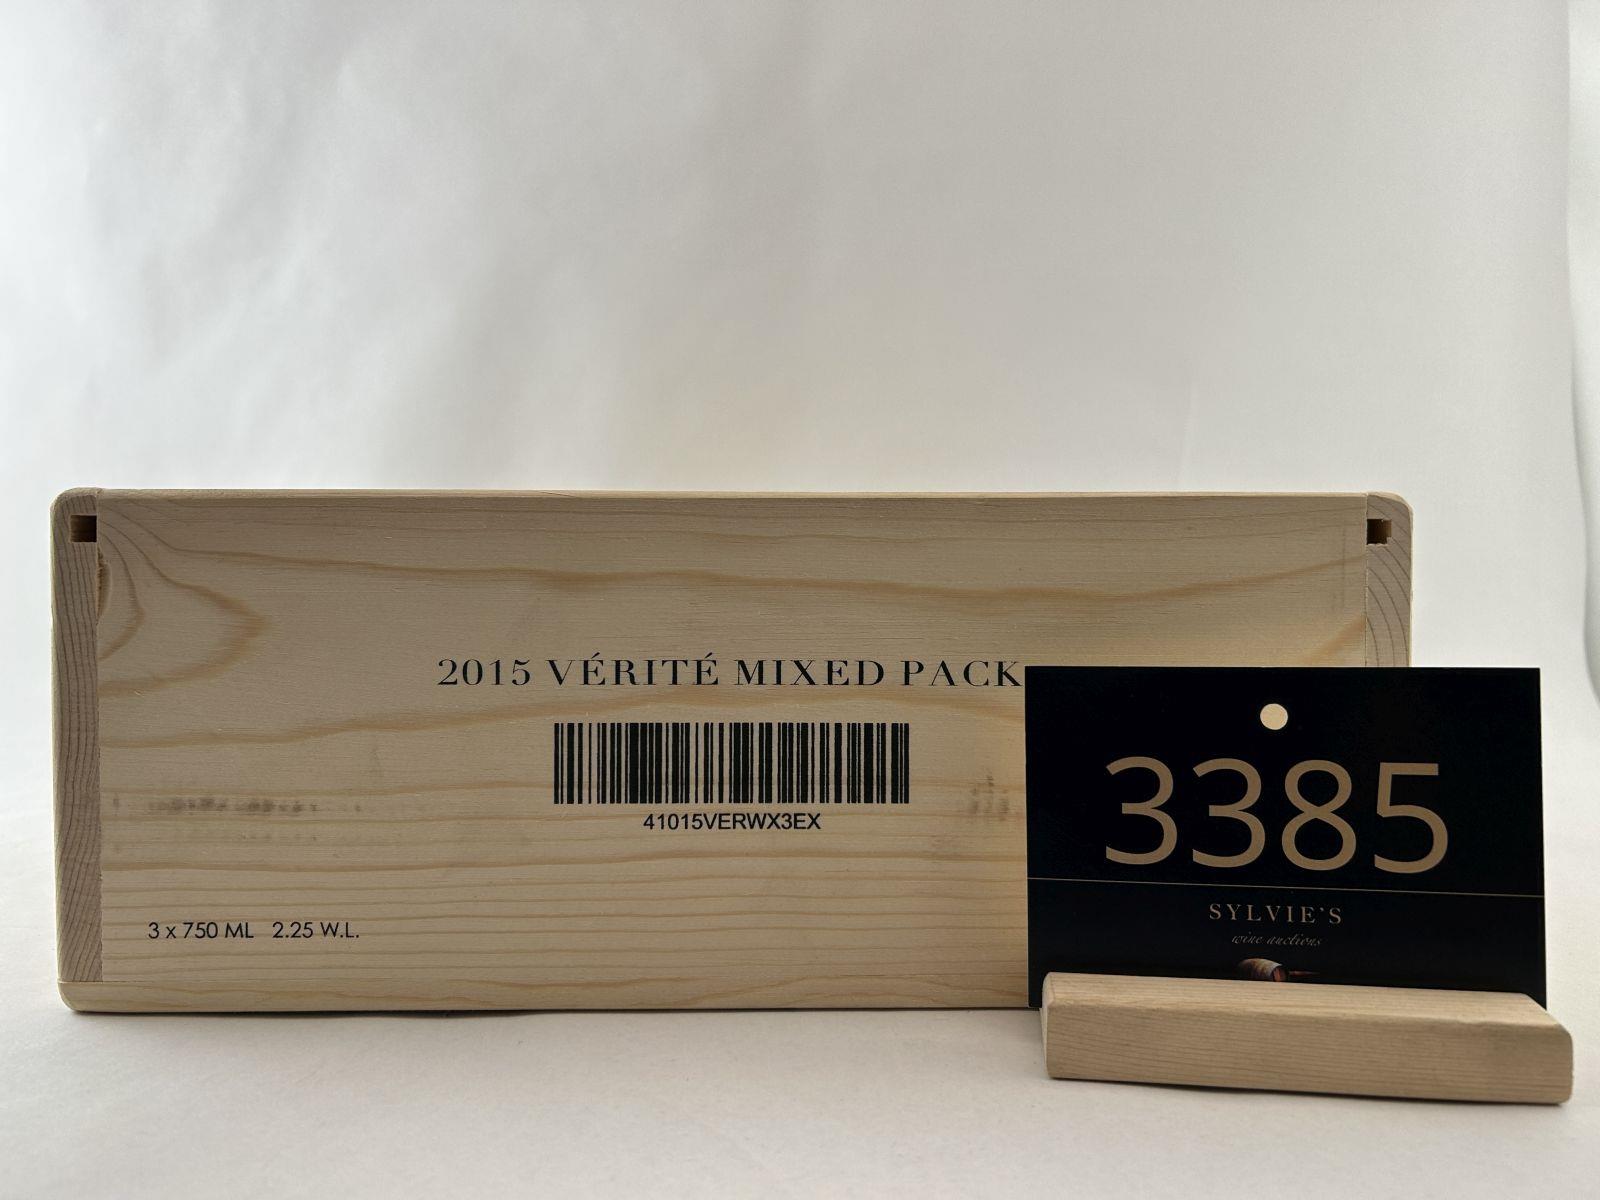 2015 VÉRITÉ MIXED PACK
41015VERWX3EX
3 x 750 ML 2.25 W.L.
3385
SYLVIE'S
wine auctions